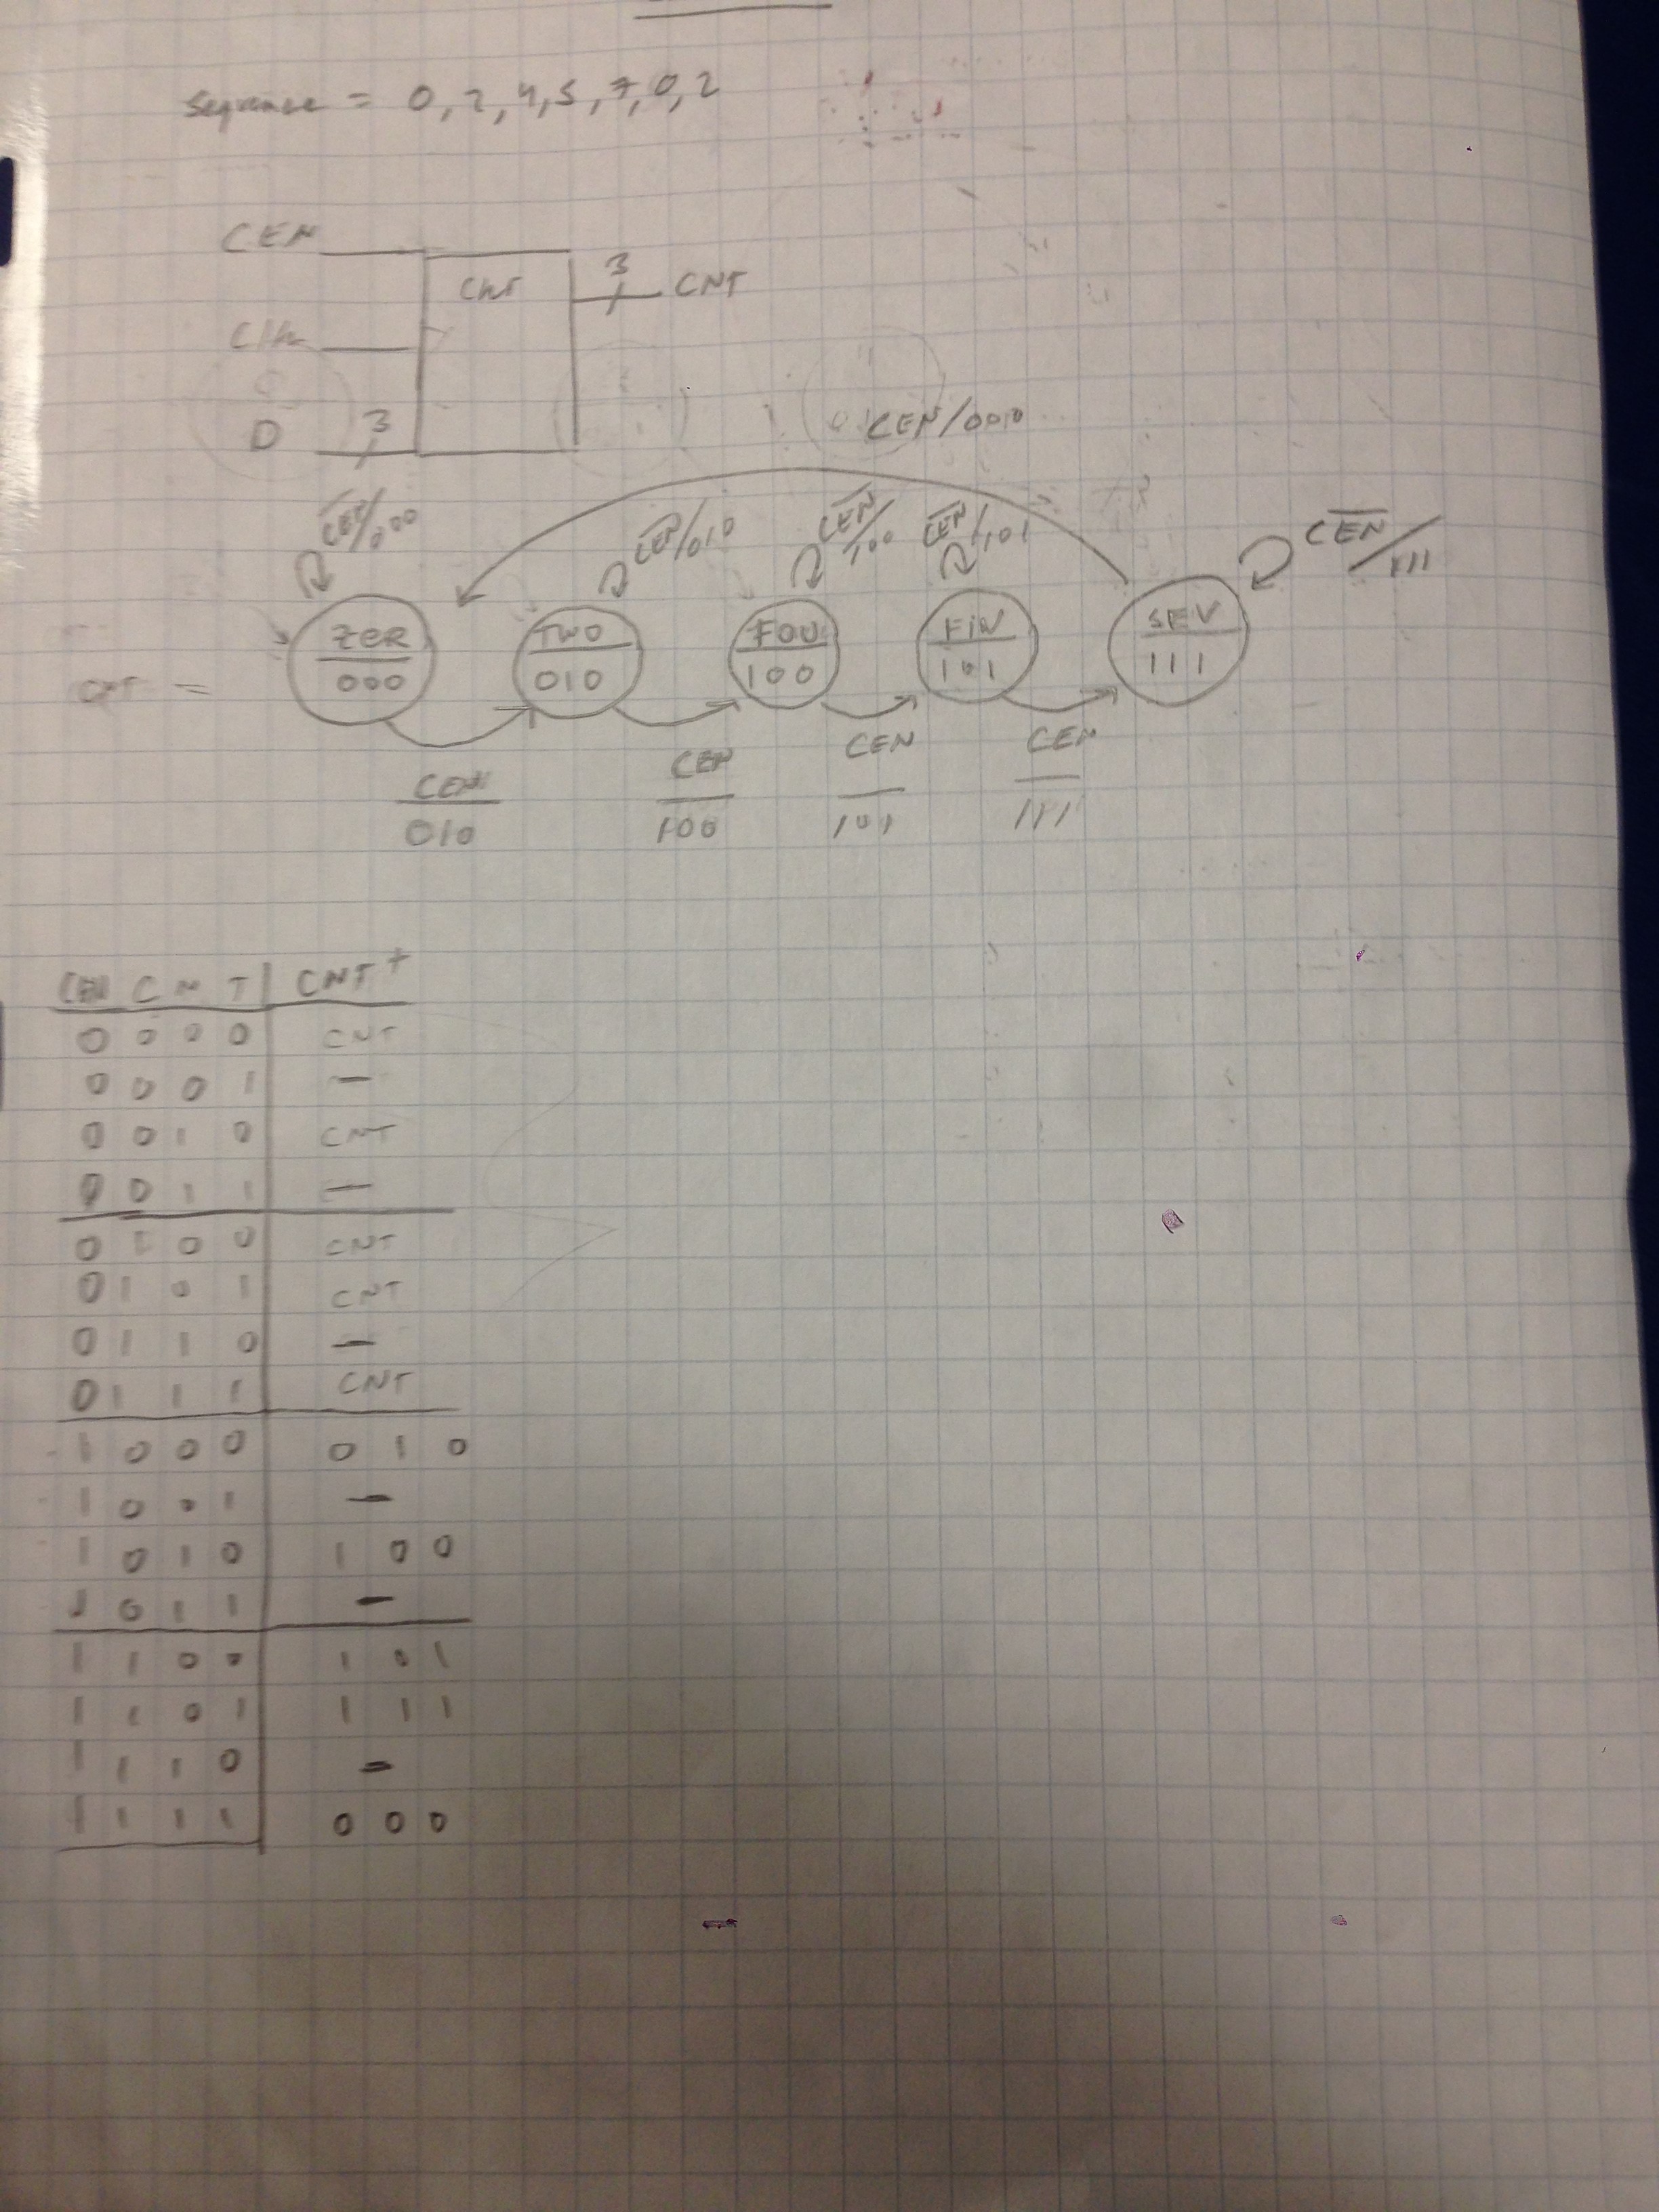 Sequence = 0, 2, 4, 5, 7, 0, 2
CEN
Cnt
3
CNT
Clk
D
3
CEN/0010
CEN/000
CEN/010
CEN/100
CEN/101
CEN/111
CNT =
ZER
000
TWO
010
FOU
100
FIV
101
SEV
111
CEN
010
CEN
100
CEN
101
CEN
111
CEN C N T | CNT+
0 0 0 0 CNT
0 0 0 1 —
0 0 1 0 CNT
0 0 1 1 —
0 1 0 0 CNT
0 1 0 1 CNT
0 1 1 0 —
0 1 1 1 CNT
1 0 0 0 0 1 0
1 0 0 1 —
1 0 1 0 1 0 0
1 0 1 1 —
1 1 0 0 1 0 1
1 1 0 1 1 1 1
1 1 1 0 —
1 1 1 1 0 0 0